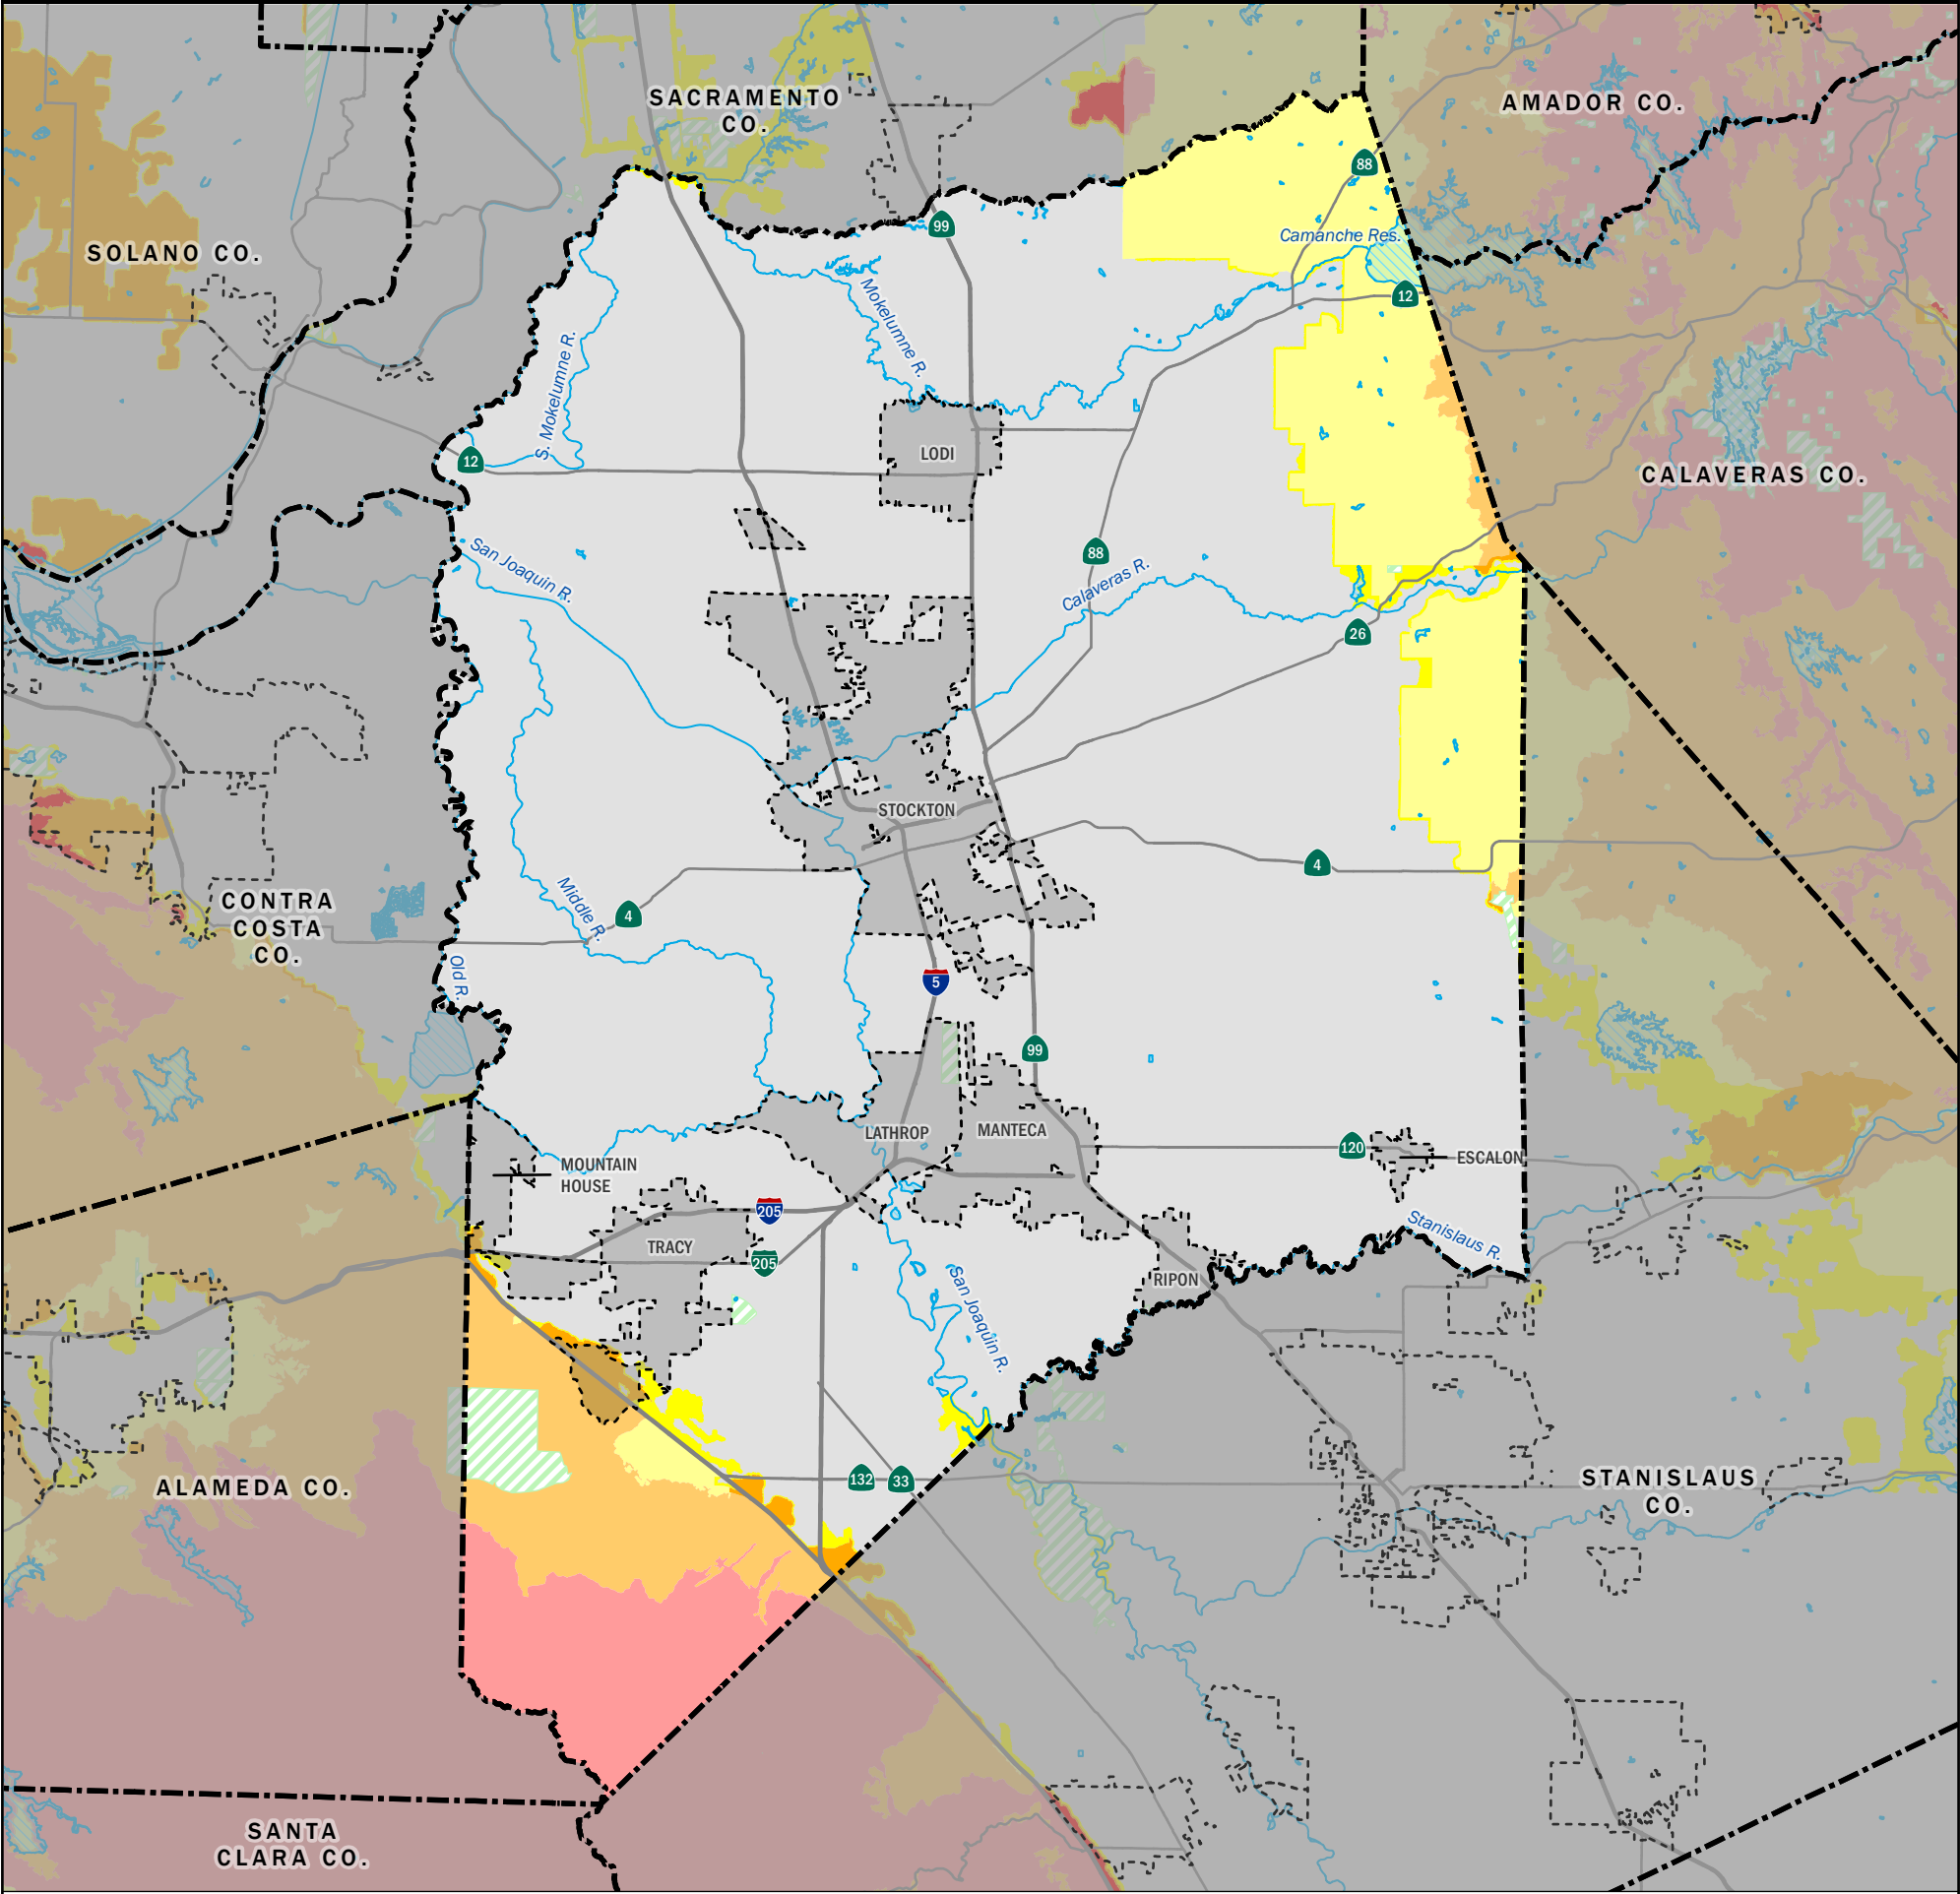 SACRAMENTO
CO.
AMADOR CO.
88
99
SOLANO CO.
Camanche Res.
12
Mokelumne R.
S. Mokelumne R.
LODI
12
CALAVERAS CO.
San Joaquin R.
88
Calaveras R.
26
STOCKTON
4
CONTRA
COSTA
CO.
Middle R.
4
Old R.
5
99
LATHROP
MANTECA
120
ESCALON
MOUNTAIN
HOUSE
205
Stanislaus R.
TRACY
205
San Joaquin R.
RIPON
ALAMEDA CO.
132
33
STANISLAUS
CO.
SANTA
CLARA CO.